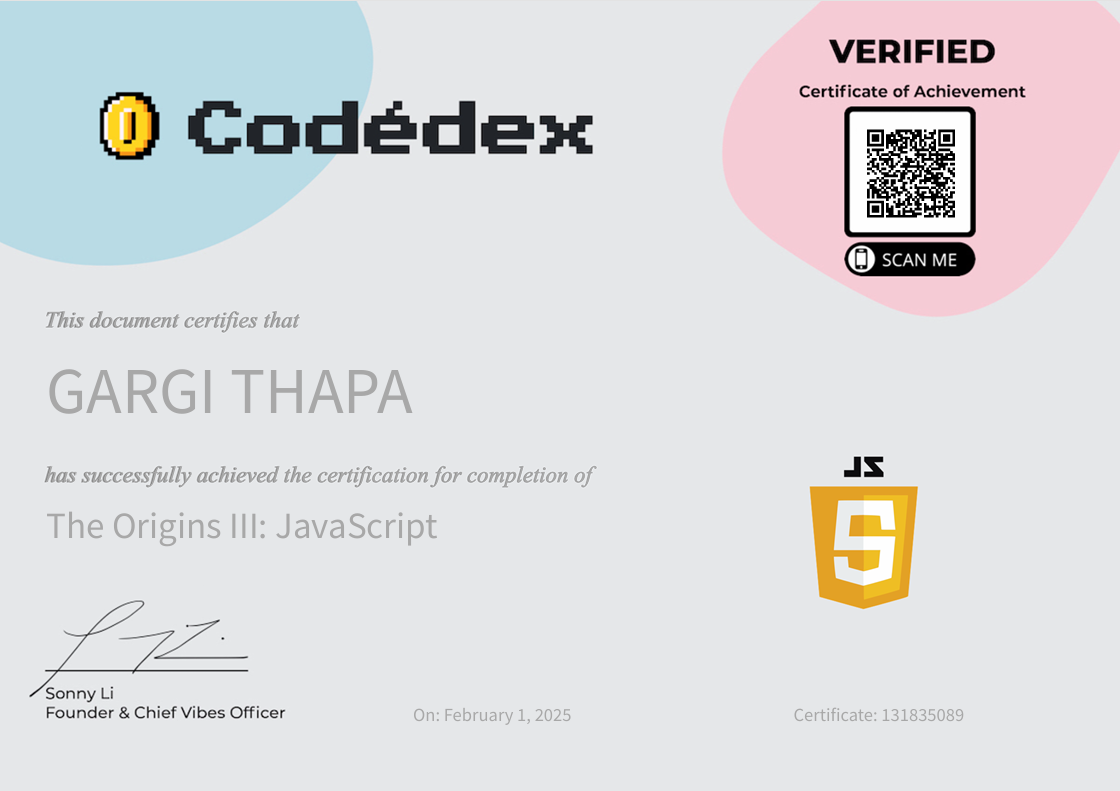 Codédex
VERIFIED
Certificate of Achievement
SCAN ME
This document certifies that
GARGI THAPA
has successfully achieved the certification for completion of
The Origins III: JavaScript
JS
Sonny Li
Founder & Chief Vibes Officer
On: February 1, 2025
Certificate: 131835089